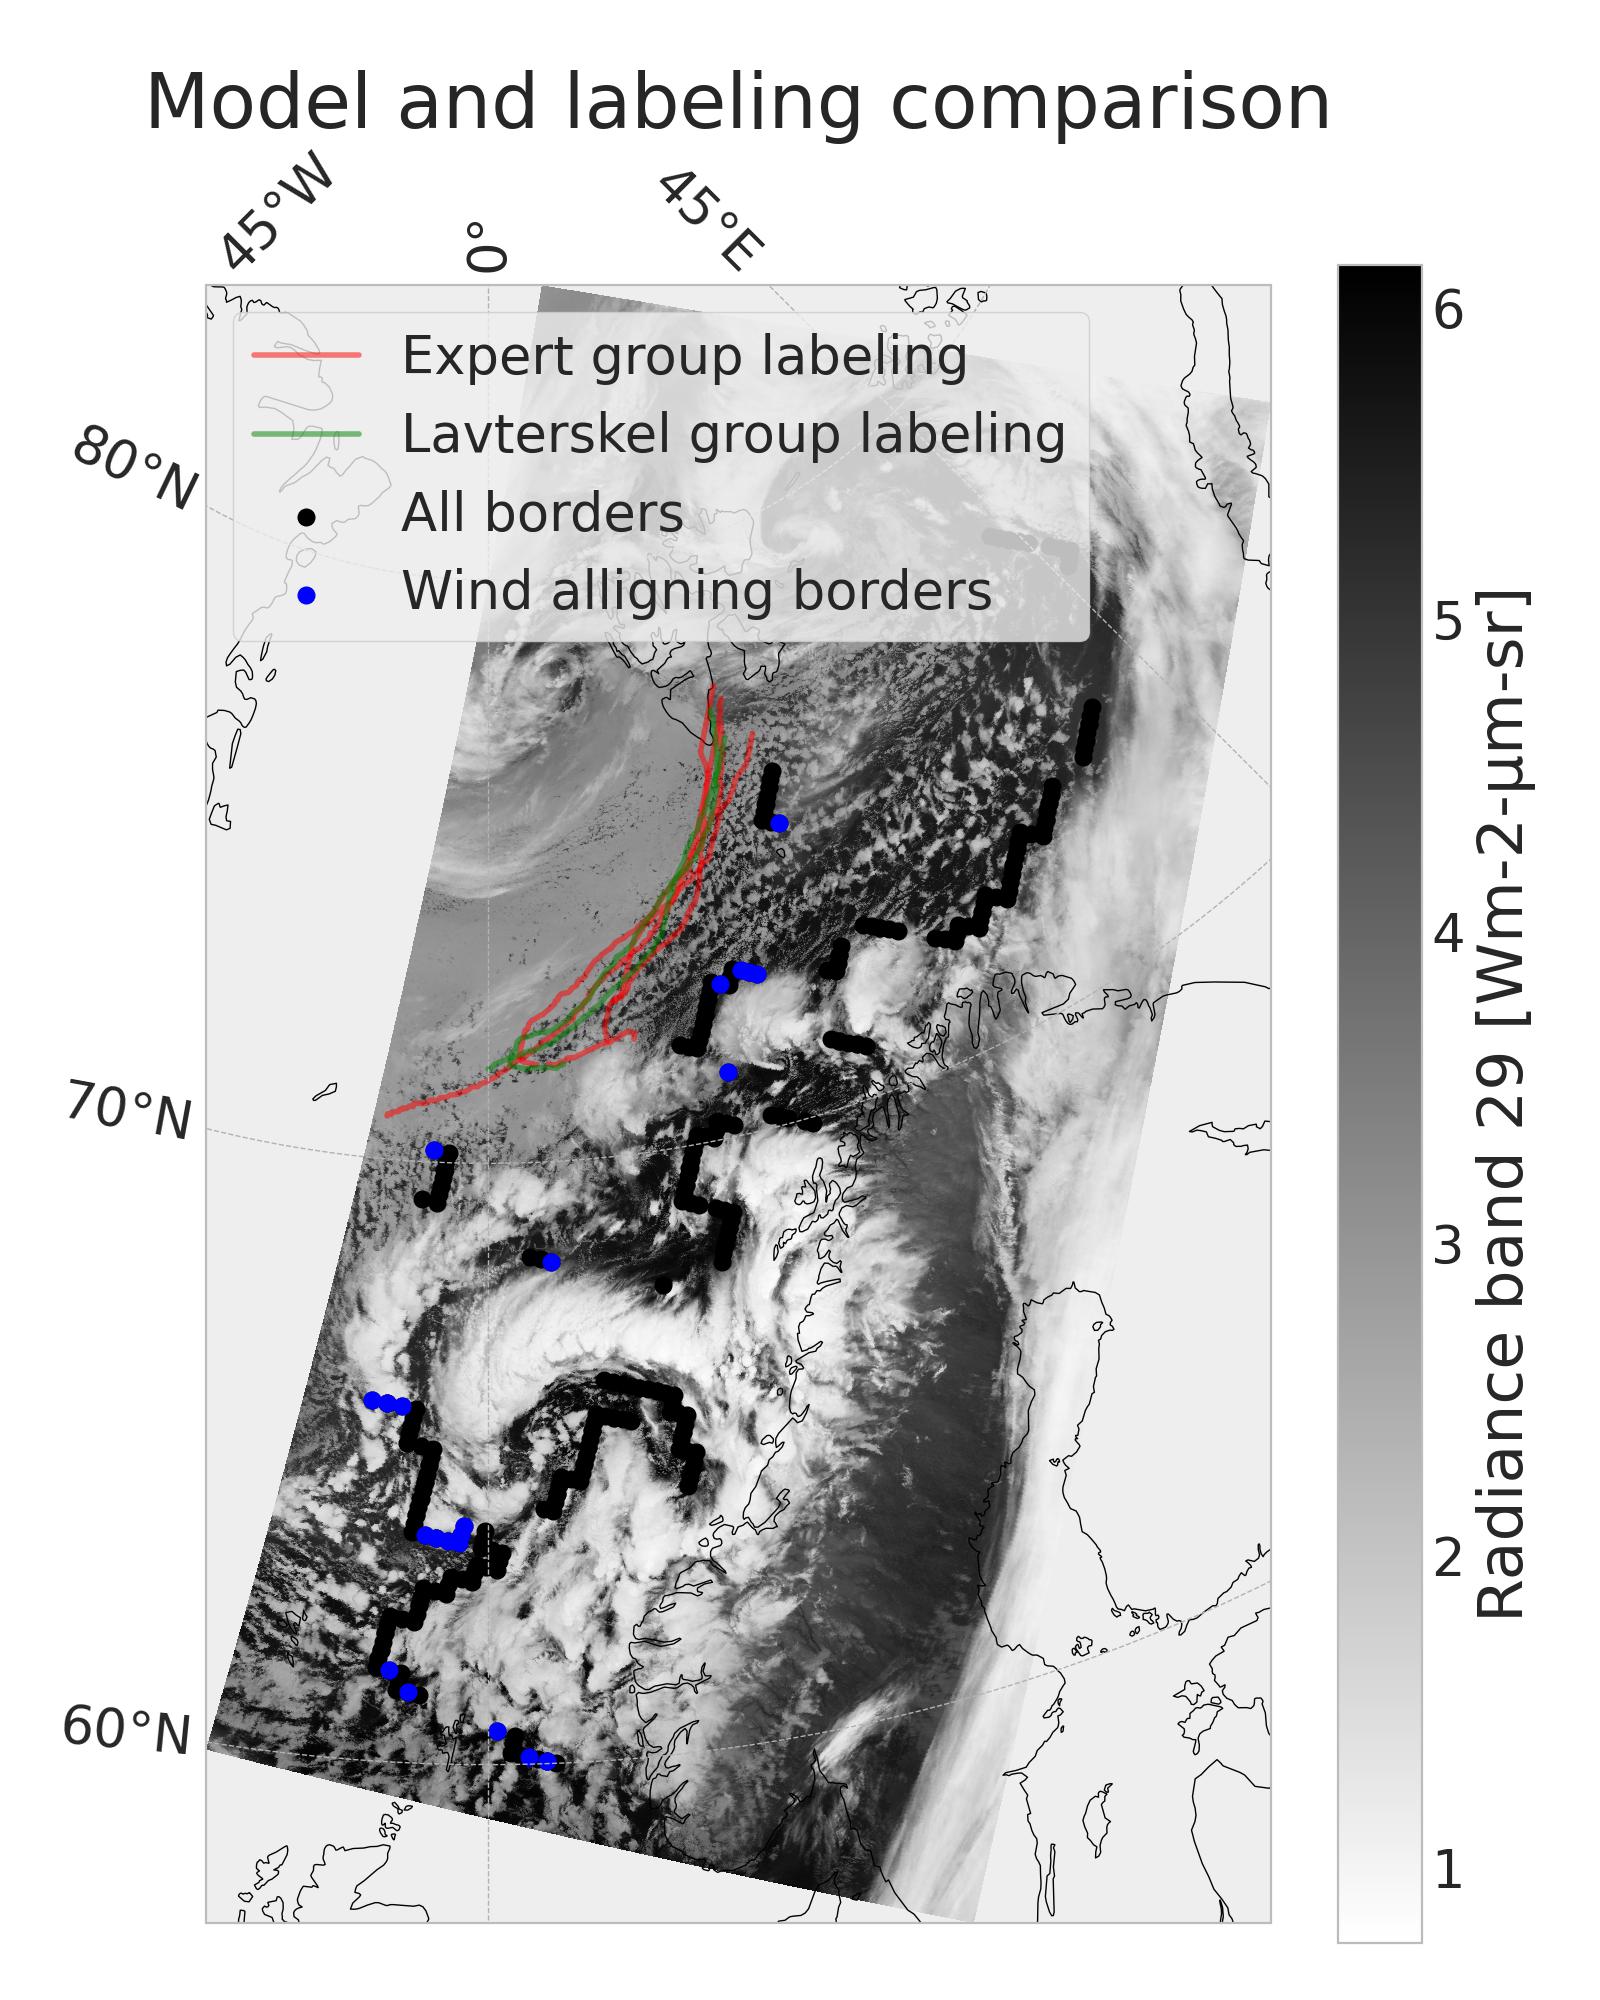 Model and labeling comparison
45°W
0°
45°E
80°N
70°N
60°N
Expert group labeling
Lavterskel group labeling
All borders
Wind alligning borders
6
5
4
3
2
1
Radiance band 29 [Wm-2-µm-sr]